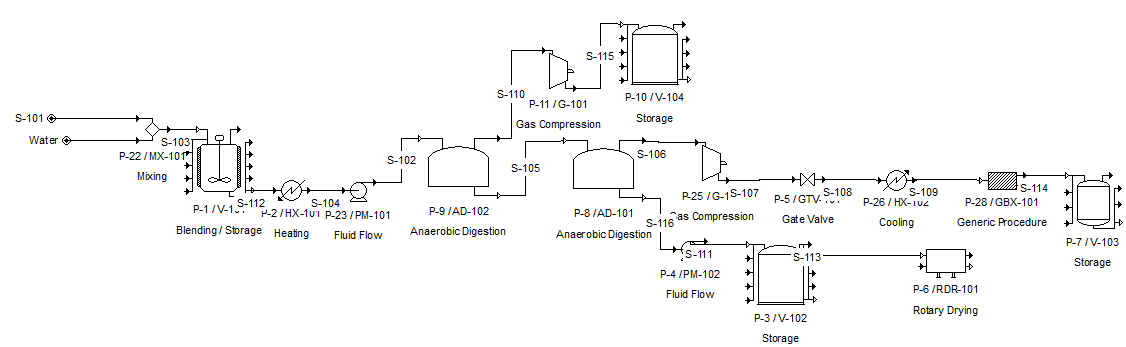 S-101
Water
S-103
P-22 / MX-101
Mixing
P-1 / V-101
Blending / Storage
S-112
P-2 / HX-101
Heating
S-104
P-23 / PM-101
Fluid Flow
S-102
P-9 / AD-102
Anaerobic Digestion
S-110
P-11 / G-101
Gas Compression
S-115
P-10 / V-104
Storage
S-105
P-8 / AD-101
Anaerobic Digestion
S-106
P-25 / G-1
Gas Compression
S-107
P-5 / GTV-
Gate Valve
S-108
P-26 / HX-102
Cooling
S-109
P-28 / GBX-101
Generic Procedure
S-114
P-7 / V-103
Storage
S-116
S-111
P-4 / PM-102
Fluid Flow
S-113
P-3 / V-102
Storage
P-6 / RDR-101
Rotary Drying